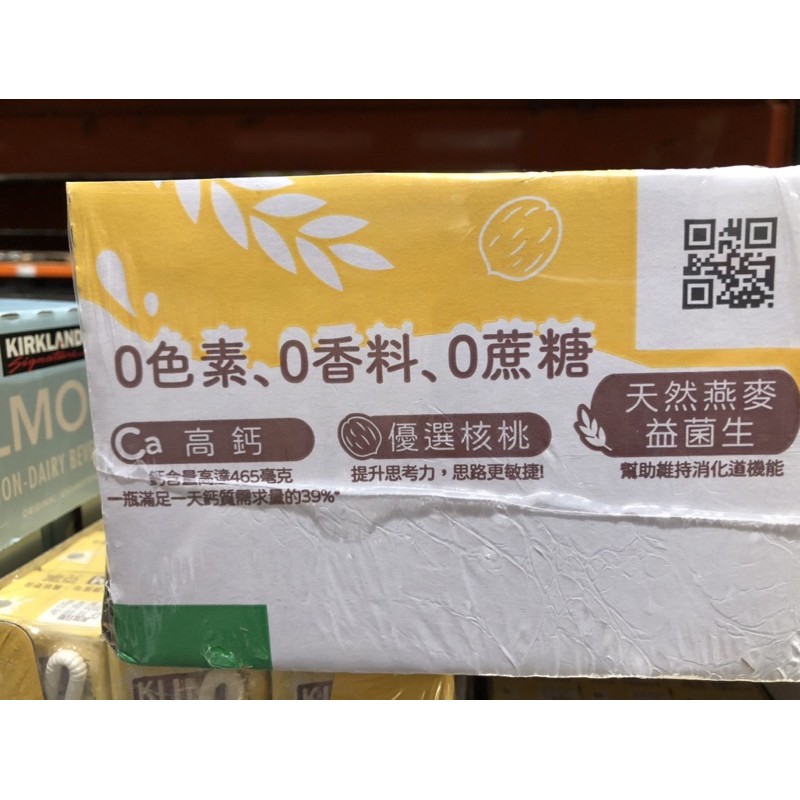 0色素、0香料、0蔗糖
Ca 高鈣
鈣含量高達465毫克
一瓶滿足一天鈣質需求量的39%*
優選核桃
提升思考力，思路更敏捷!
天然燕麥
益菌生
幫助維持消化道機能
KIRKLAND
Signature
LMO
ON-DAIRY BEV